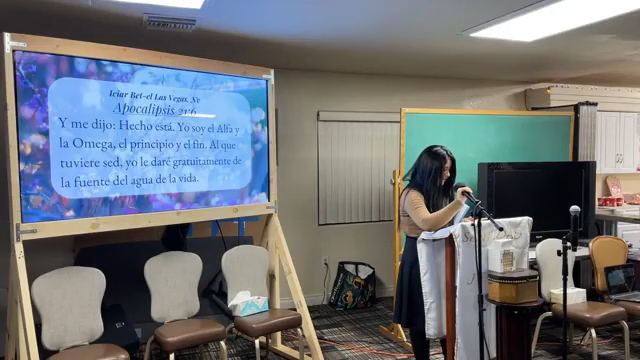 Iciar Bet-el Las Vegas, Nv
Apocalipsis 21:6
Y me dijo: Hecho está. Yo soy el Alfa y
la Omega, el principio y el fin. Al que
tuviere sed, yo le daré gratuitamente de
la fuente del agua de la vida.